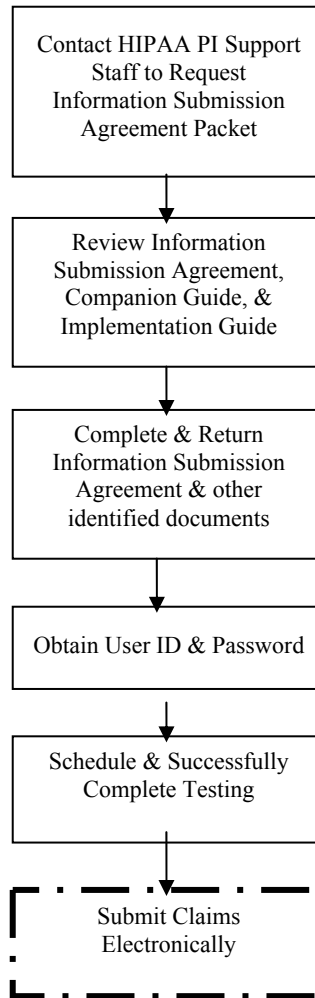 Contact HIPAA PI Support
Staff to Request
Information Submission
Agreement Packet
Review Information
Submission Agreement,
Companion Guide, &
Implementation Guide
Complete & Return
Information Submission
Agreement & other
identified documents
Obtain User ID & Password
Schedule & Successfully
Complete Testing
Submit Claims
Electronically